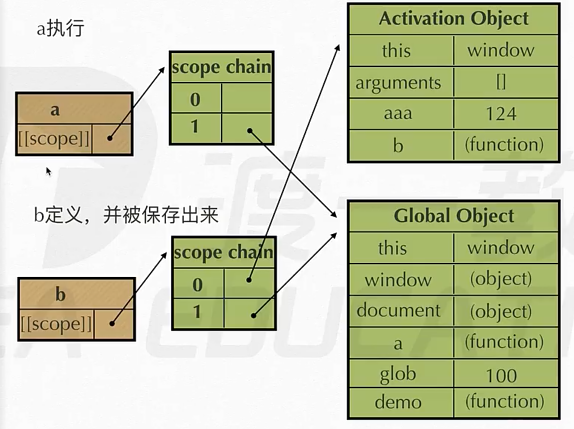 a执行
a
[[scope]]
scope chain
0
1
Activation Object
this window
arguments []
aaa 124
b (function)
b定义，并被保存出来
b
[[scope]]
scope chain
0
1
Global Object
this window
window (object)
document (object)
a (function)
glob 100
demo (function)